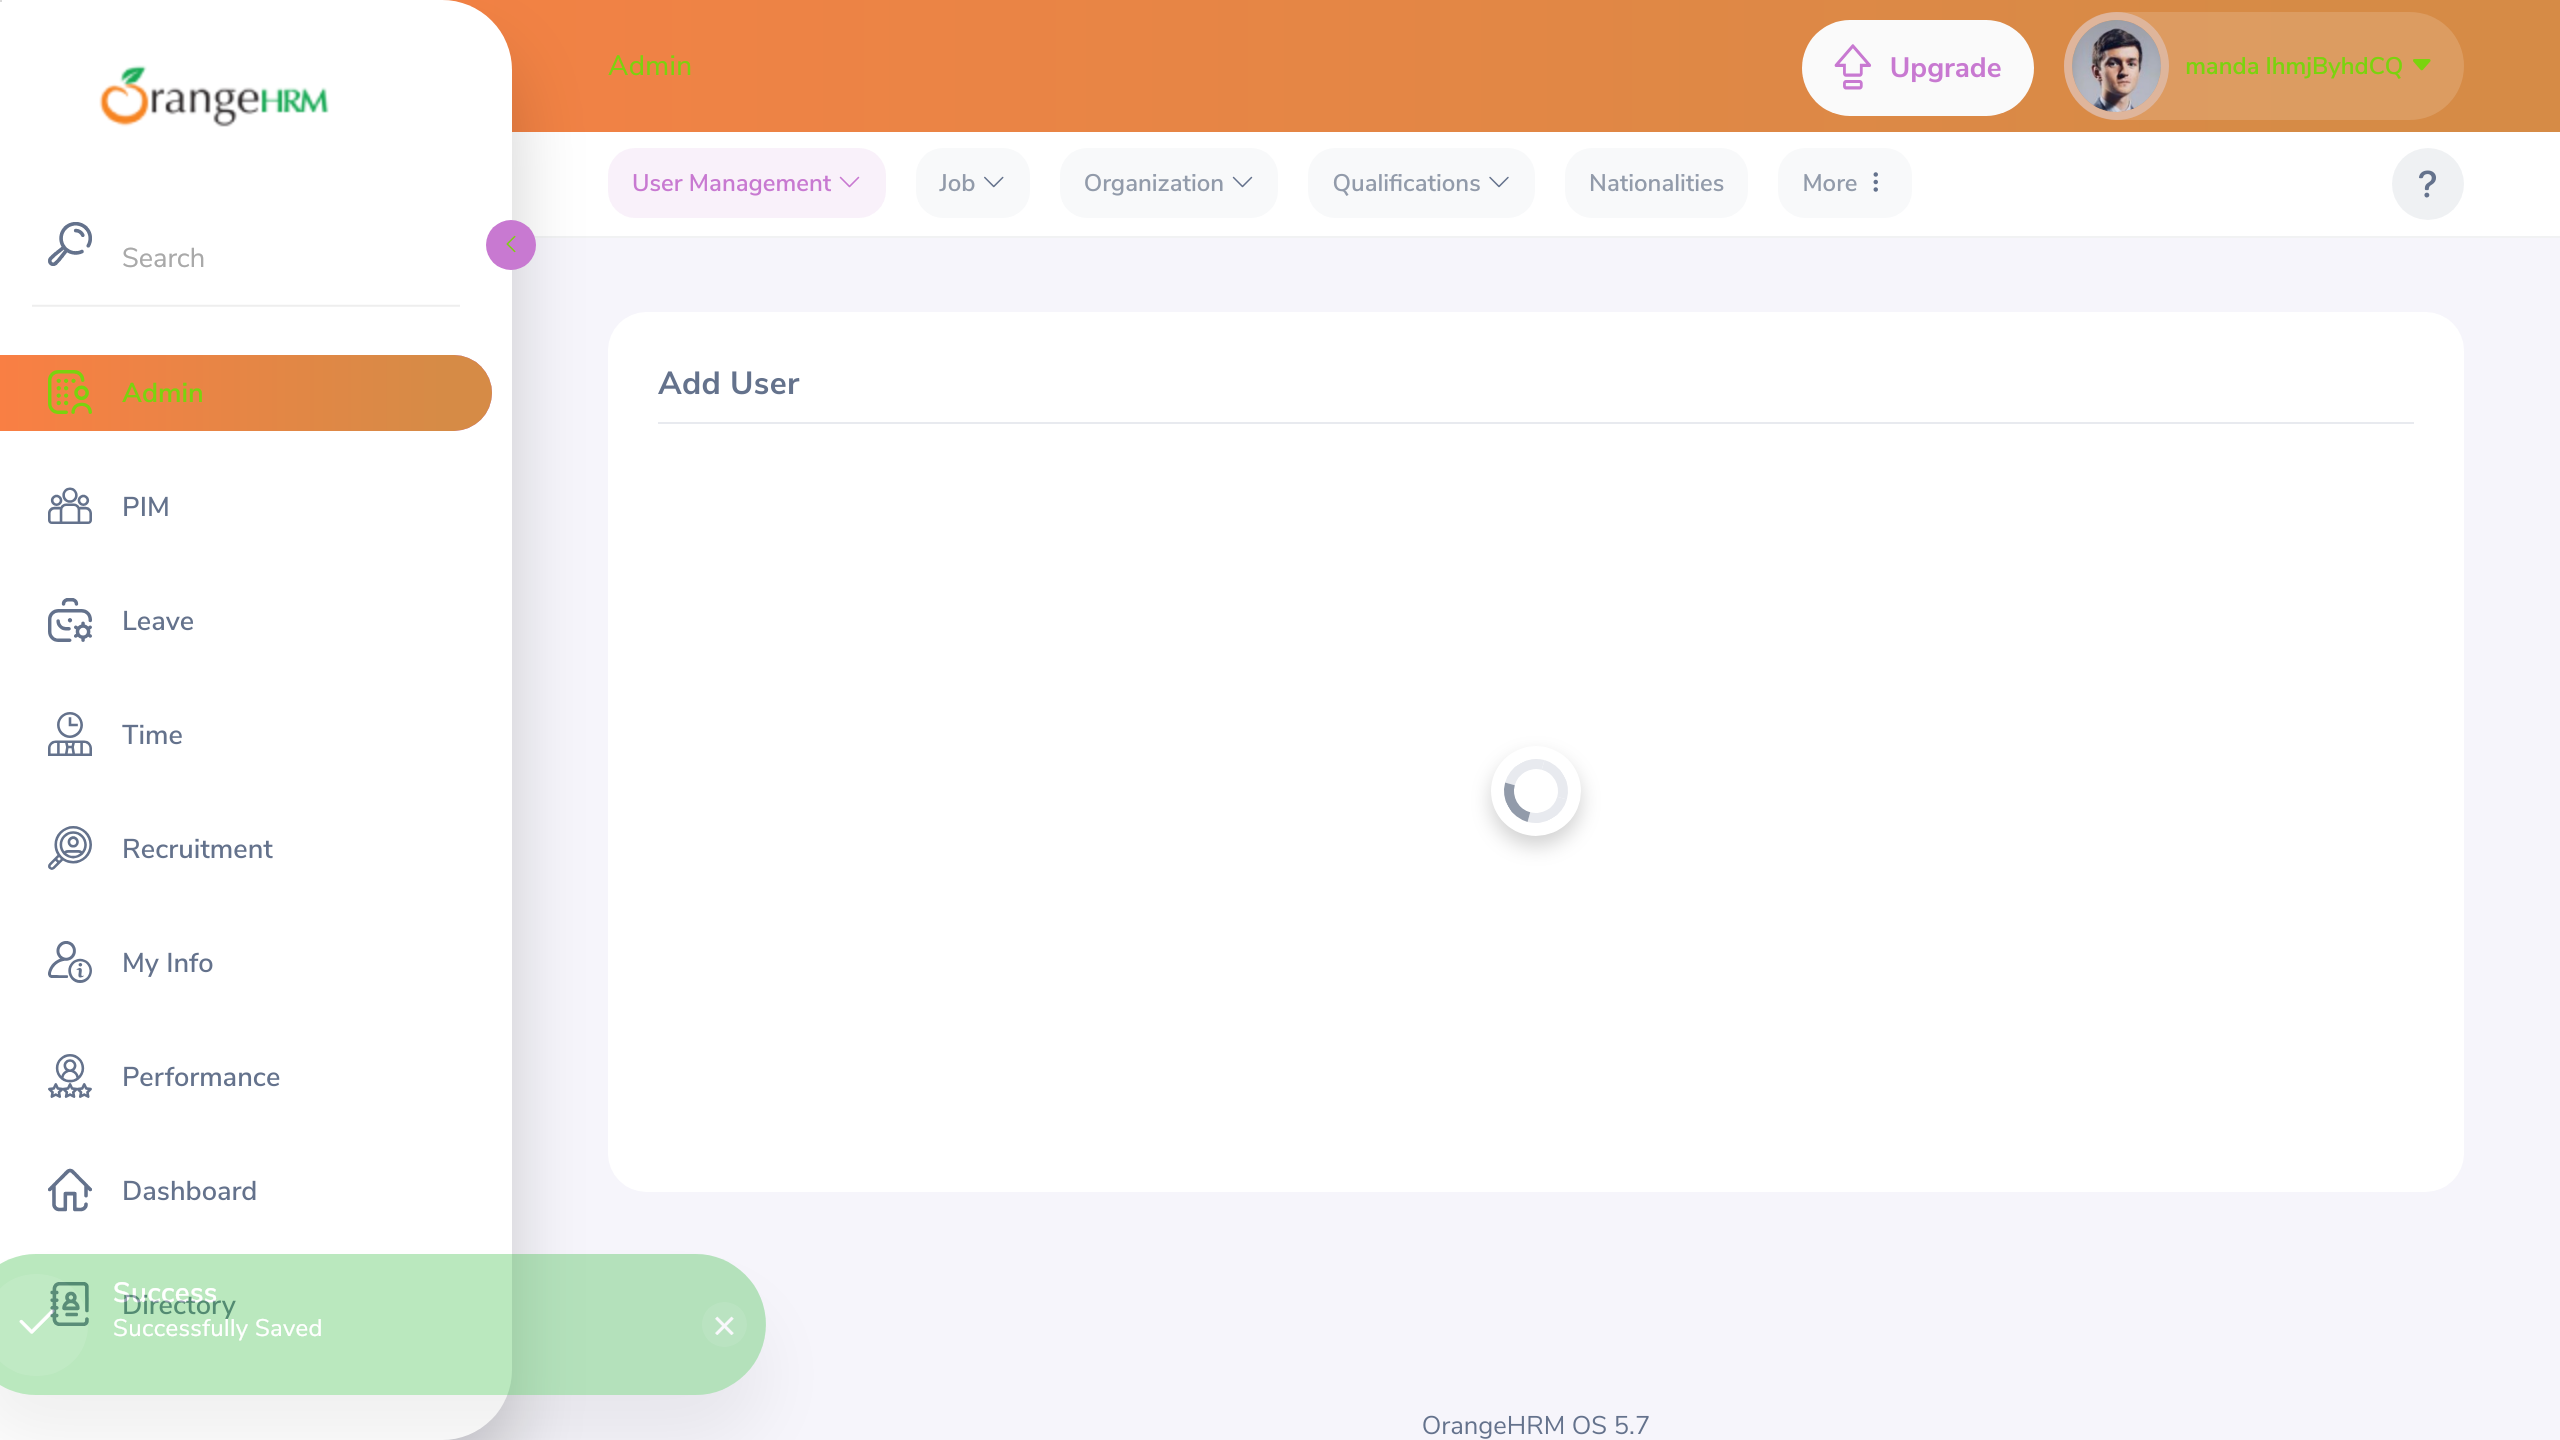 OrangeHRM
Admin
Upgrade
manda lhmjByhdCQ
User Management
Job
Organization
Qualifications
Nationalities
More
?
Search
Admin
PIM
Leave
Time
Recruitment
My Info
Performance
Dashboard
Directory
Add User
Success
Successfully Saved
OrangeHRM OS 5.7